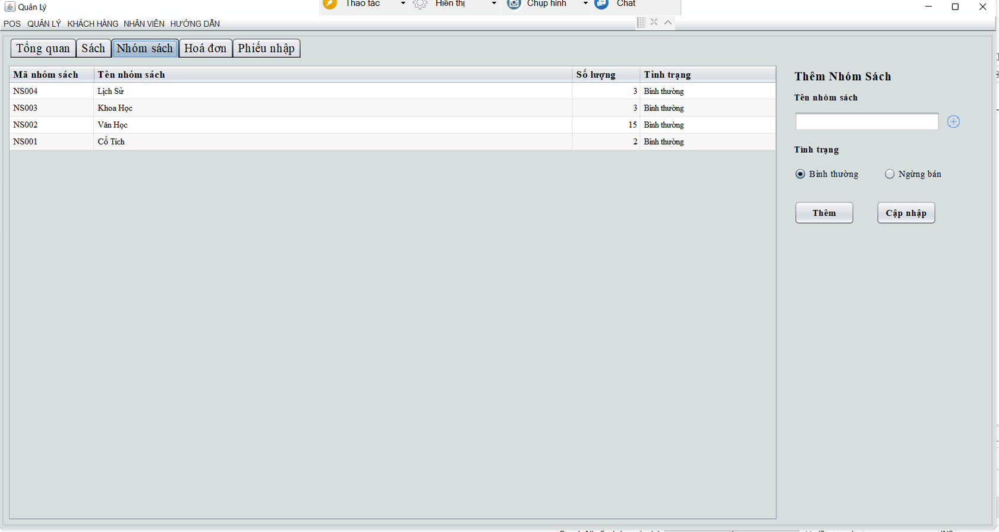 Quản Lý
Thao tác Hiển thị Chụp hình Chat
POS QUẢN LÝ KHÁCH HÀNG NHÂN VIÊN HƯỚNG DẪN
Tổng quan Sách Nhóm sách Hoá đơn Phiếu nhập
Mã nhóm sách Tên nhóm sách Số lượng Tình trạng
NS004 Lịch Sử 3 Bình thường
NS003 Khoa Học 3 Bình thường
NS002 Văn Học 15 Bình thường
NS001 Cổ Tích 2 Bình thường
Thêm Nhóm Sách
Tên nhóm sách
Tình trạng
Bình thường Ngừng bán
Thêm Cập nhập